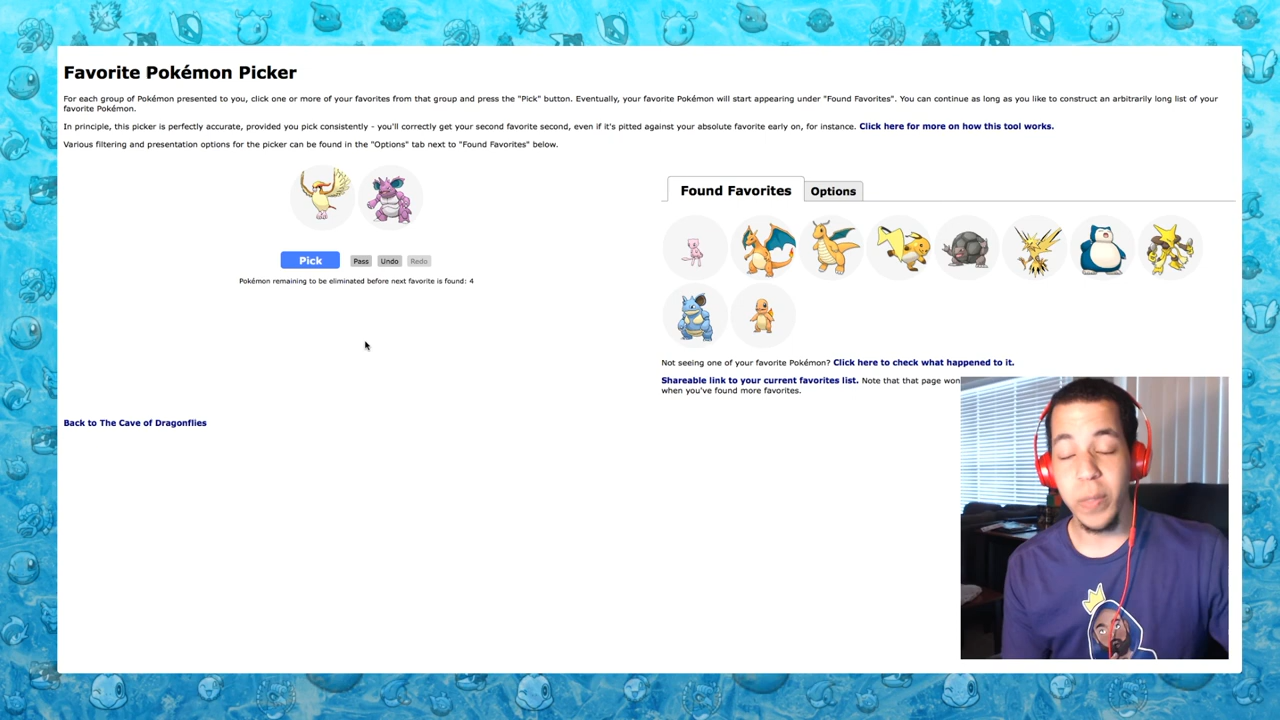 Favorite Pokémon Picker
For each group of Pokémon presented to you, click one or more of your favorites from that group and press the "Pick" button. Eventually, your favorite Pokémon will start appearing under "Found Favorites". You can continue as long as you like to construct an arbitrarily long list of your
favorite Pokémon.
In principle, this picker is perfectly accurate, provided you pick consistently - you'll correctly get your second favorite second, even if it's pitted against your absolute favorite early on, for instance. Click here for more on how this tool works.
Various filtering and presentation options for the picker can be found in the "Options" tab next to "Found Favorites" below.
Found Favorites
Options
Pick
Pass
Undo
Redo
Pokémon remaining to be eliminated before next favorite is found: 4
Not seeing one of your favorite Pokémon? Click here to check what happened to it.
Shareable link to your current favorites list. Note that that page won
when you've found more favorites.
Back to The Cave of Dragonflies